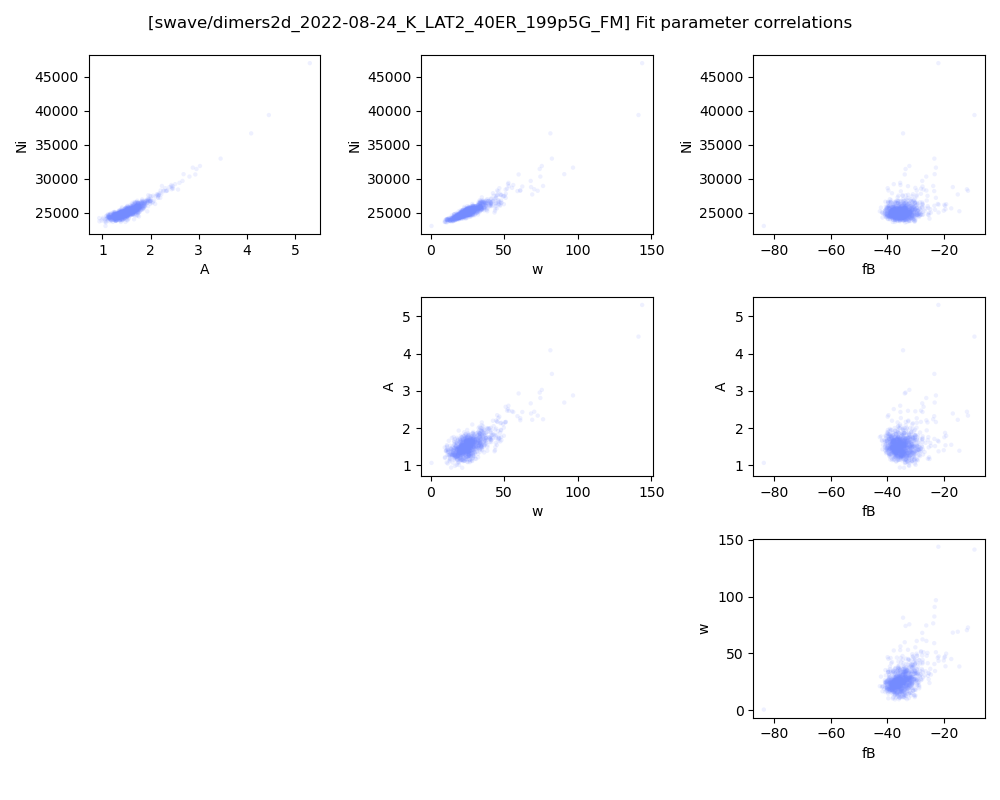 [swave/dimers2d_2022-08-24_K_LAT2_40ER_199p5G_FM] Fit parameter correlations
45000
40000
35000
30000
25000
Ni
1 2 3 4 5
A
45000
40000
35000
30000
25000
Ni
0 50 100 150
w
45000
40000
35000
30000
25000
Ni
−80 −60 −40 −20
fB
5
4
3
2
1
A
0 50 100 150
w
5
4
3
2
1
A
−80 −60 −40 −20
fB
150
100
50
0
w
−80 −60 −40 −20
fB